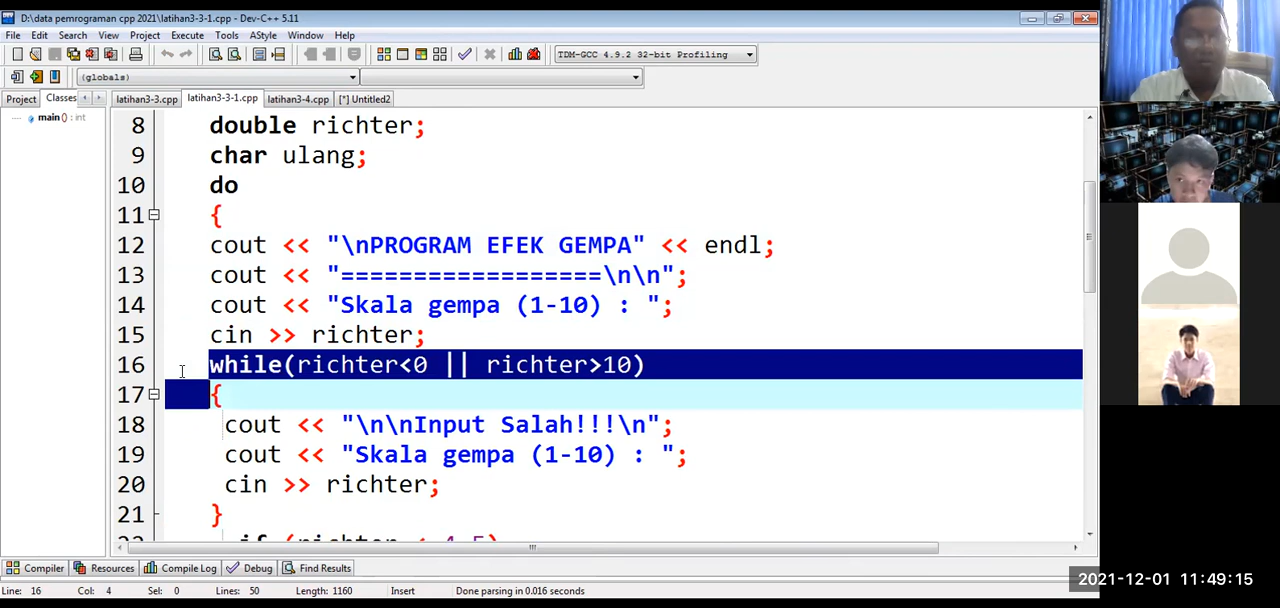 D:\data pemrograman cpp 2021\latihan3-3-1.cpp - Dev-C++ 5.11
File Edit Search View Project Execute Tools AStyle Window Help
TDM-GCC 4.9.2 32-bit Profiling
(globals)
Project Classes latihan3-3.cpp latihan3-3-1.cpp latihan3-4.cpp [*] Untitled2
main () : int
8 double richter;
9 char ulang;
10 do
11 {
12 cout << "\nPROGRAM EFEK GEMPA" << endl;
13 cout << "==================\n\n";
14 cout << "Skala gempa (1-10) : ";
15 cin >> richter;
16 while(richter<0 || richter>10)
17 {
18 cout << "\n\nInput Salah!!!\n";
19 cout << "Skala gempa (1-10) : ";
20 cin >> richter;
21 }
22 if (richter < 4.5)
Compiler Resources Compile Log Debug Find Results
Line: 16 Col: 4 Sel: 0 Lines: 50 Length: 1160 Insert Done parsing in 0.016 seconds
2021-12-01 11:49:15